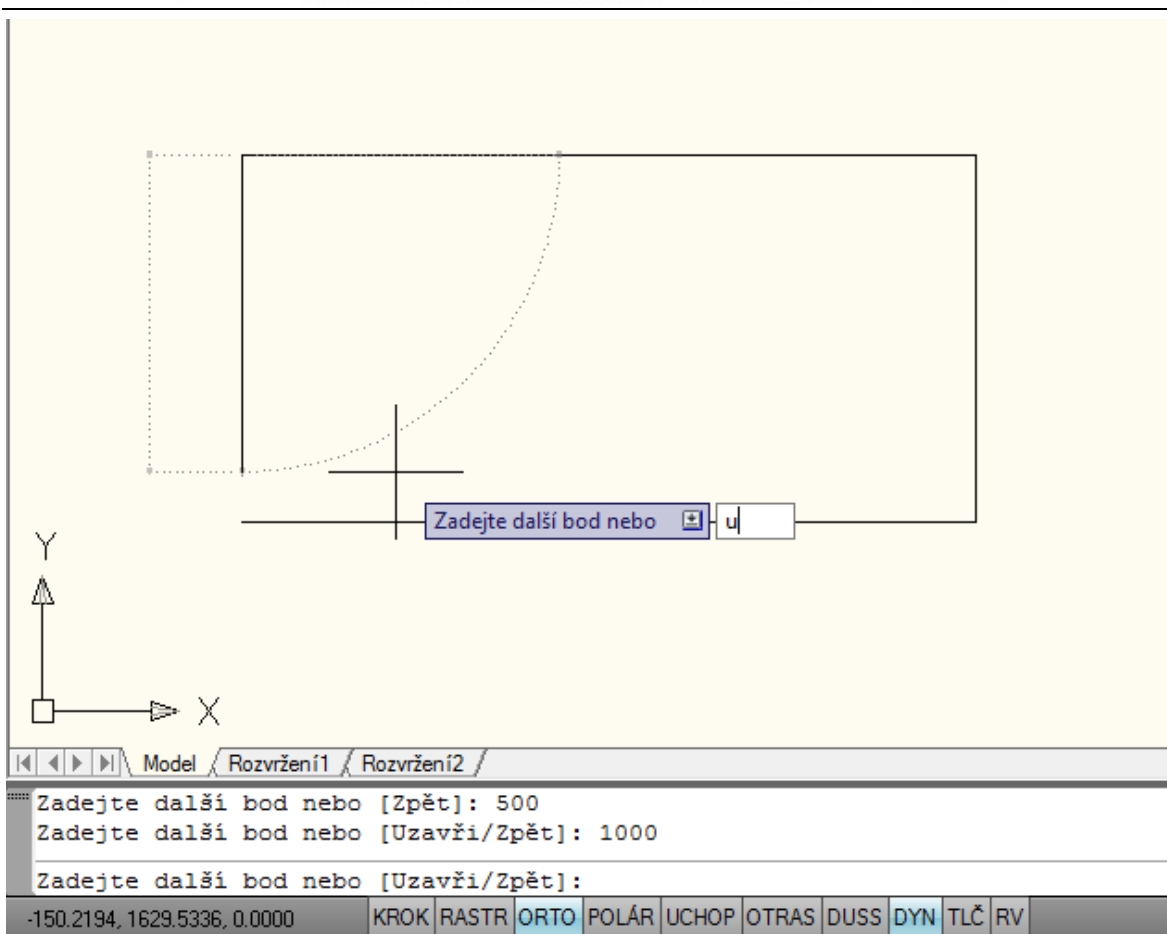 Zadejte další bod nebo u
Y
X
Model Rozvržení1 Rozvržení2
Zadejte další bod nebo [Zpět]: 500
Zadejte další bod nebo [Uzavři/Zpět]: 1000
Zadejte další bod nebo [Uzavři/Zpět]:
-150.2194, 1629.5336, 0.0000 KROK RASTR ORTO POLÁR UCHOP OTRAS DUSS DYN TLČ RV